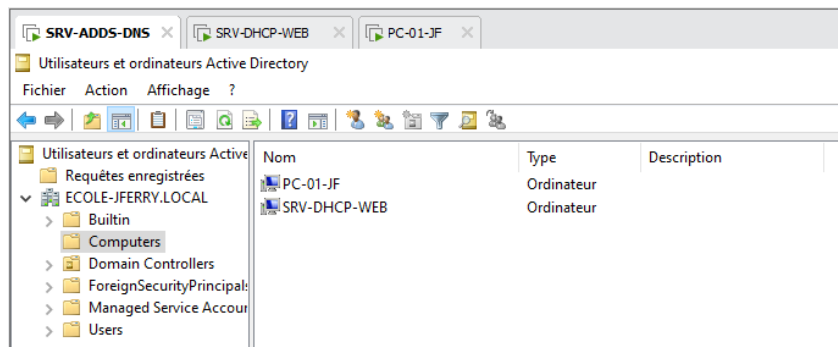 SRV-ADDS-DNS SRV-DHCP-WEB PC-01-JF
Utilisateurs et ordinateurs Active Directory
Fichier Action Affichage ?
Utilisateurs et ordinateurs Active
Requêtes enregistrées
ECOLE-JFERRY.LOCAL
Builtin
Computers
Domain Controllers
ForeignSecurityPrincipals
Managed Service Accour
Users
Nom Type Description
PC-01-JF Ordinateur
SRV-DHCP-WEB Ordinateur